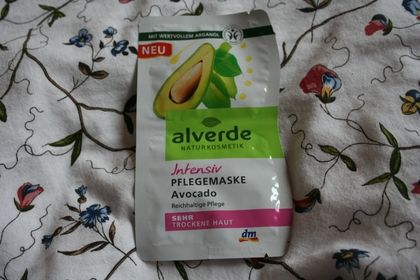 MIT WERTVOLLEM ARGANÖL
NEU
alverde
NATURKOSMETIK
Intensiv
PFLEGEMASKE
Avocado
Reichhaltige Pflege
SEHR
TROCKENE HAUT
dm